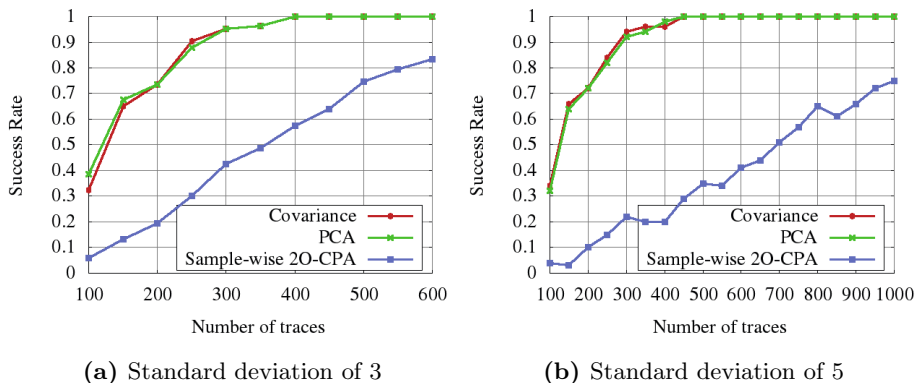 1
0.9
0.8
0.7
0.6
0.5
0.4
0.3
0.2
0.1
0
Success Rate
Covariance
PCA
Sample-wise 2O-CPA
100 200 300 400 500 600
Number of traces
(a) Standard deviation of 3
1
0.9
0.8
0.7
0.6
0.5
0.4
0.3
0.2
0.1
0
Success Rate
Covariance
PCA
Sample-wise 2O-CPA
100 200 300 400 500 600 700 800 900 1000
Number of traces
(b) Standard deviation of 5